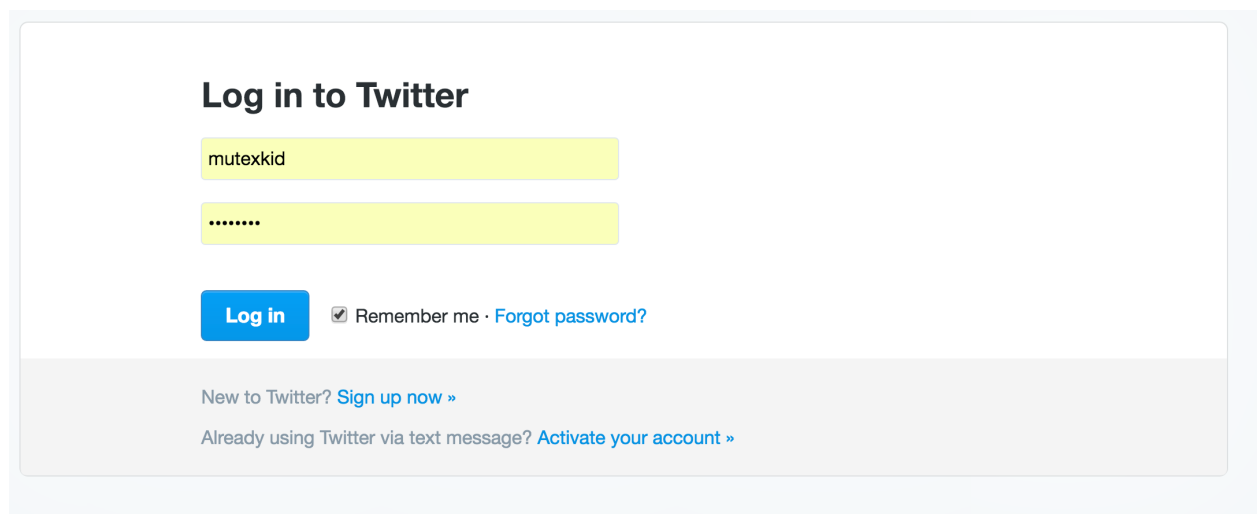 Log in to Twitter
mutexkid
••••••••
Log in
Remember me · Forgot password?
New to Twitter? Sign up now »
Already using Twitter via text message? Activate your account »